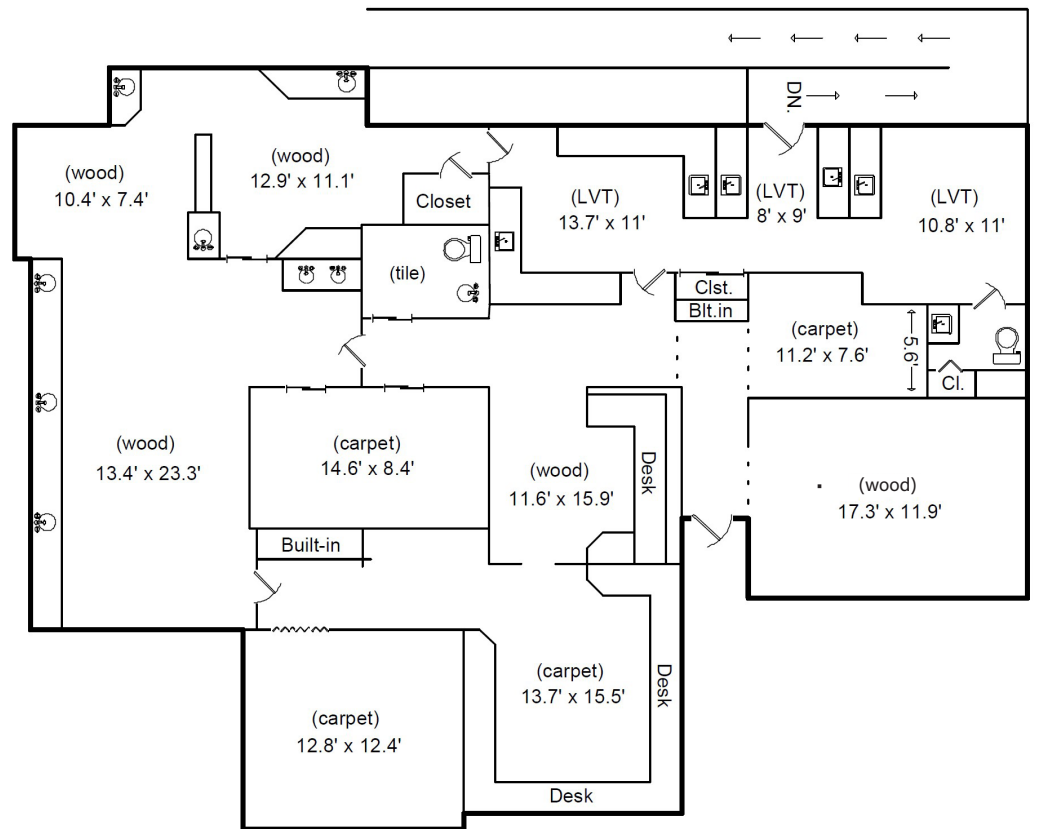 DN.
(wood)
10.4' x 7.4'
(wood)
12.9' x 11.1'
Closet
(LVT)
13.7' x 11'
(LVT)
8' x 9'
(LVT)
10.8' x 11'
(tile)
Clst.
Blt.in
(carpet)
11.2' x 7.6'
5.6'
Cl.
(wood)
13.4' x 23.3'
(carpet)
14.6' x 8.4'
(wood)
11.6' x 15.9'
Desk
(wood)
17.3' x 11.9'
Built-in
(carpet)
13.7' x 15.5'
Desk
(carpet)
12.8' x 12.4'
Desk